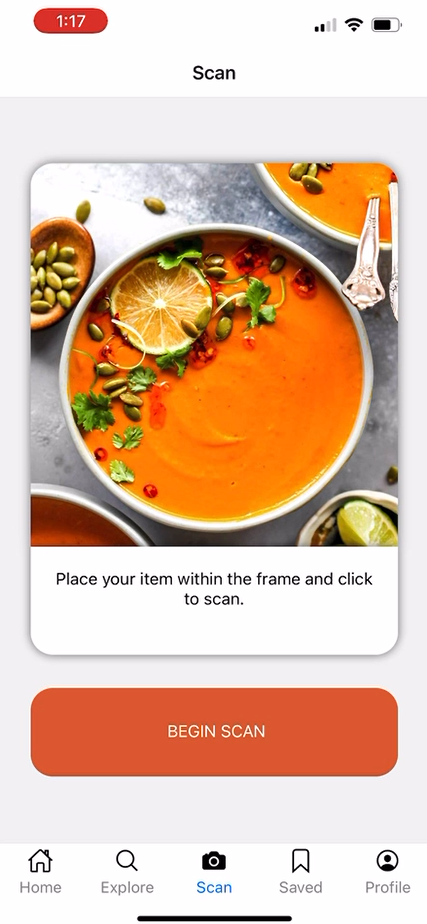 1:17
Scan
Place your item within the frame and click
to scan.
BEGIN SCAN
Home Explore Scan Saved Profile